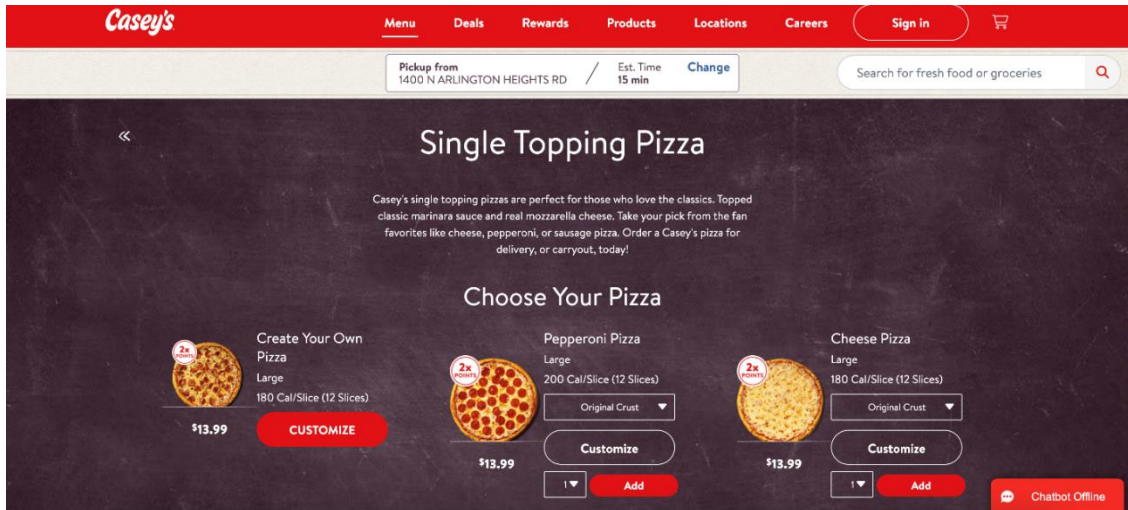 Casey's
Menu Deals Rewards Products Locations Careers Sign in
Pickup from
1400 N ARLINGTON HEIGHTS RD
Est. Time
15 min
Change
Search for fresh food or groceries
«
Single Topping Pizza
Casey's single topping pizzas are perfect for those who love the classics. Topped
classic marinara sauce and real mozzarella cheese. Take your pick from the fan
favorites like cheese, pepperoni, or sausage pizza. Order a Casey's pizza for
delivery, or carryout, today!
Choose Your Pizza
2x
POINTS
Create Your Own
Pizza
Large
180 Cal/Slice (12 Slices)
$13.99
CUSTOMIZE
2x
POINTS
Pepperoni Pizza
Large
200 Cal/Slice (12 Slices)
Original Crust
Customize
$13.99
1
Add
2x
POINTS
Cheese Pizza
Large
180 Cal/Slice (12 Slices)
Original Crust
Customize
$13.99
1
Add
Chatbot Offline